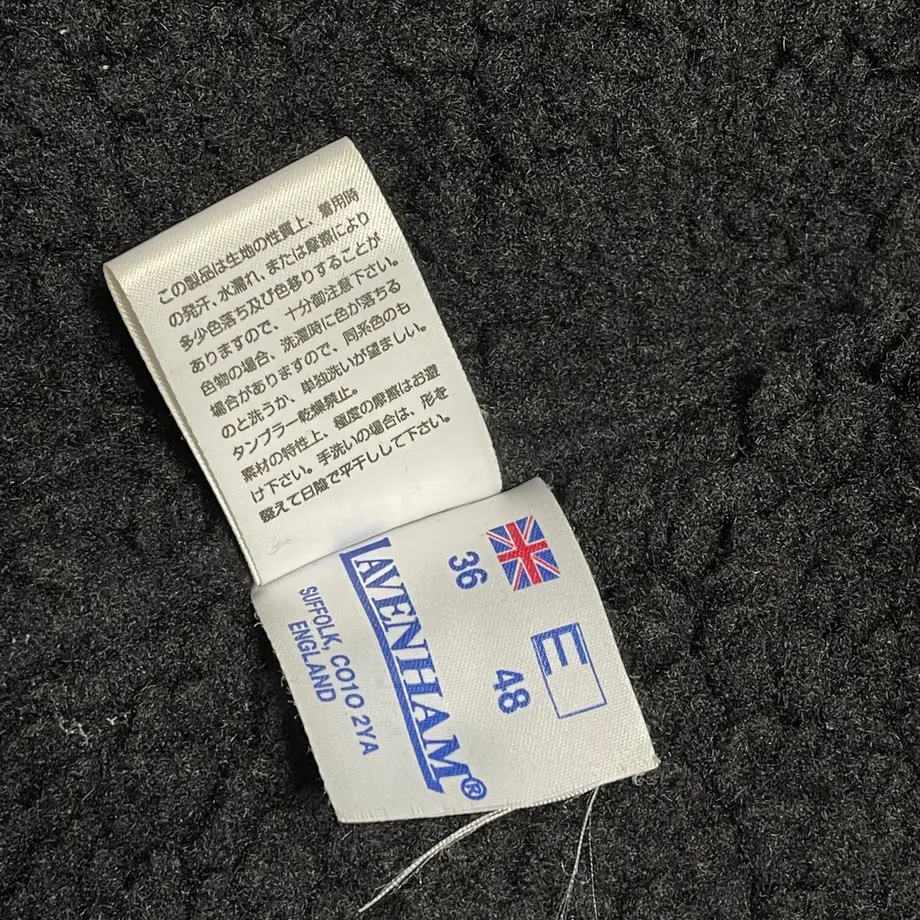 この製品は生地の性質上、着用時
の発汗、水濡れ、または摩擦により
多少色落ち及び色移りすることが
ありますので、十分御注意下さい。
色物の場合、洗濯時に色が落ちる
場合がありますので、同系色のも
のと洗うか、単独洗いが望ましい。
タンブラー乾燥禁止。
素材の特性上、極度の摩擦はお避
け下さい。手洗いの場合は、形を
整えて日陰で平干しして下さい。
36
E
48
LAVENHAM®
SUFFOLK, CO10 2YA
ENGLAND